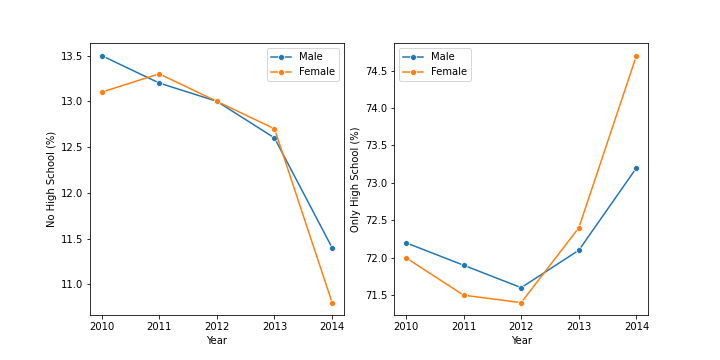 No High School (%)
13.5
13.0
12.5
12.0
11.5
11.0
2010 2011 2012 2013 2014
Year
Male
Female
Only High School (%)
74.5
74.0
73.5
73.0
72.5
72.0
71.5
2010 2011 2012 2013 2014
Year
Male
Female